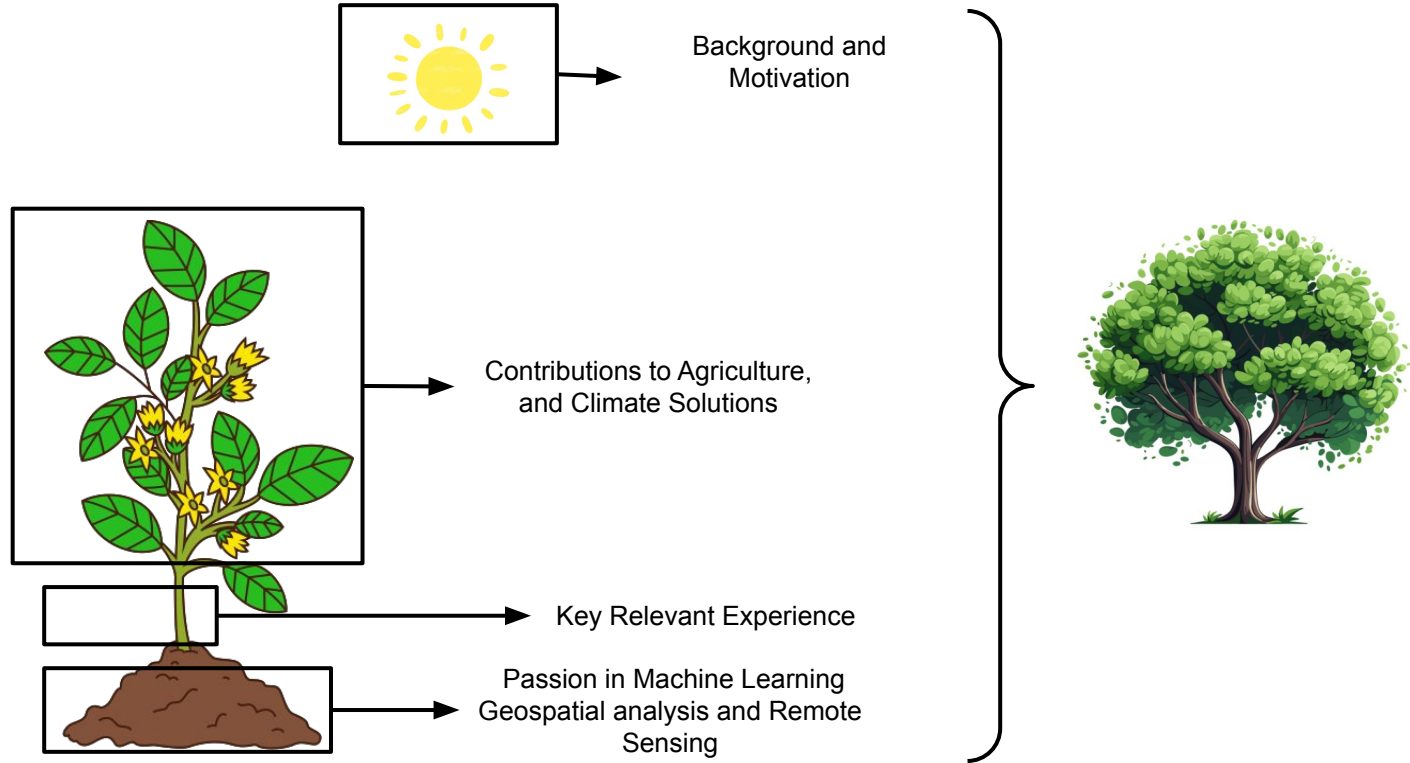 Background and
Motivation
Contributions to Agriculture,
and Climate Solutions
Key Relevant Experience
Passion in Machine Learning
Geospatial analysis and Remote
Sensing